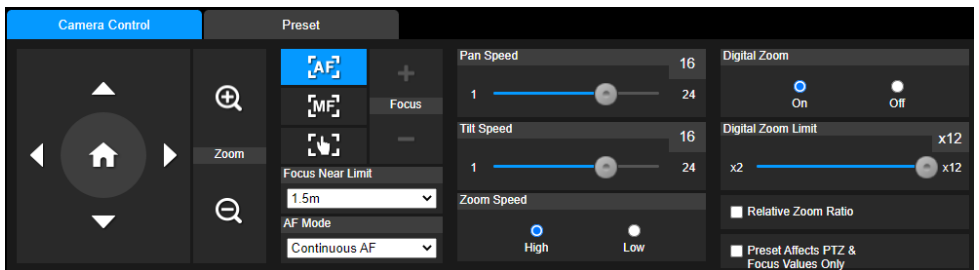 Camera Control
Preset
Zoom
AF
MF
Focus
Focus Near Limit
1.5m
AF Mode
Continuous AF
Pan Speed
16
1
24
Tilt Speed
16
1
24
Zoom Speed
High
Low
Digital Zoom
On
Off
Digital Zoom Limit
x12
x2
x12
Relative Zoom Ratio
Preset Affects PTZ &
Focus Values Only